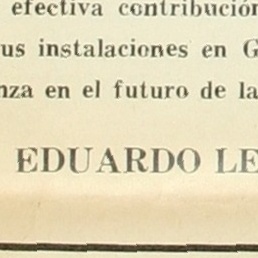 efectiva contribución
us instalaciones en G
nza en el futuro de la
EDUARDO LE